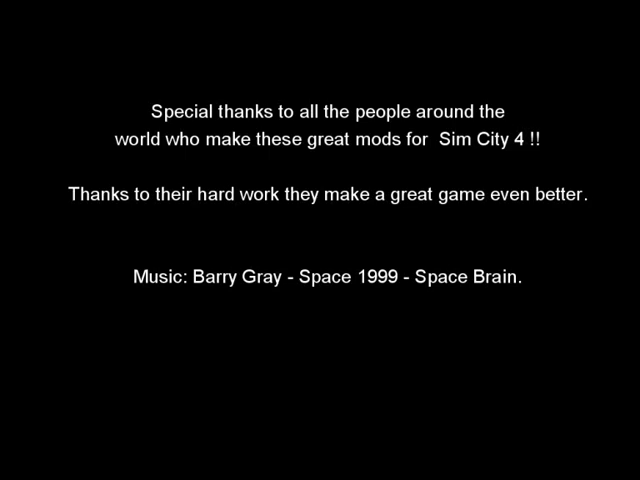 Special thanks to all the people around the
world who make these great mods for  Sim City 4 !!
Thanks to their hard work they make a great game even better.
Music: Barry Gray - Space 1999 - Space Brain.